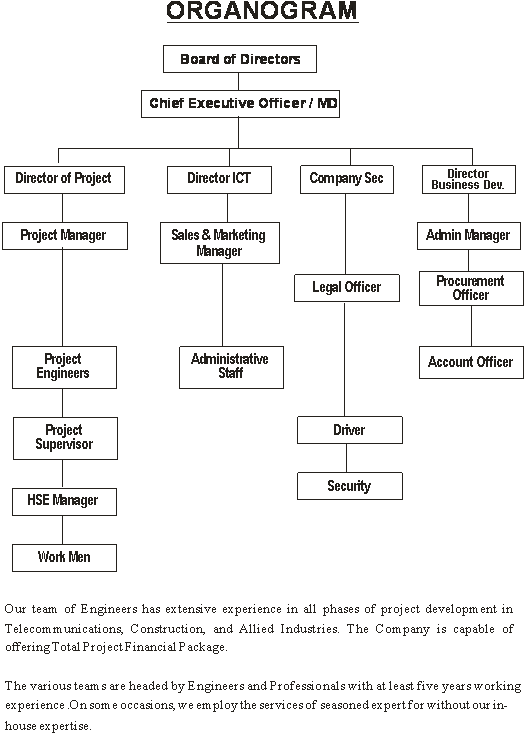 ORGANOGRAM
Board of Directors
Chief Executive Officer / MD
Director of Project
Director ICT
Company Sec
Director
Business Dev.
Project Manager
Sales & Marketing
Manager
Admin Manager
Legal Officer
Procurement
Officer
Project
Engineers
Administrative
Staff
Account Officer
Project
Supervisor
Driver
HSE Manager
Security
Work Men
Our team of Engineers has extensive experience in all phases of project development in
Telecommunications, Construction, and Allied Industries. The Company is capable of
offering Total Project Financial Package.
The various teams are headed by Engineers and Professionals with at least five years working
experience .On some occasions, we employ the services of seasoned expert for without our in-
house expertise.